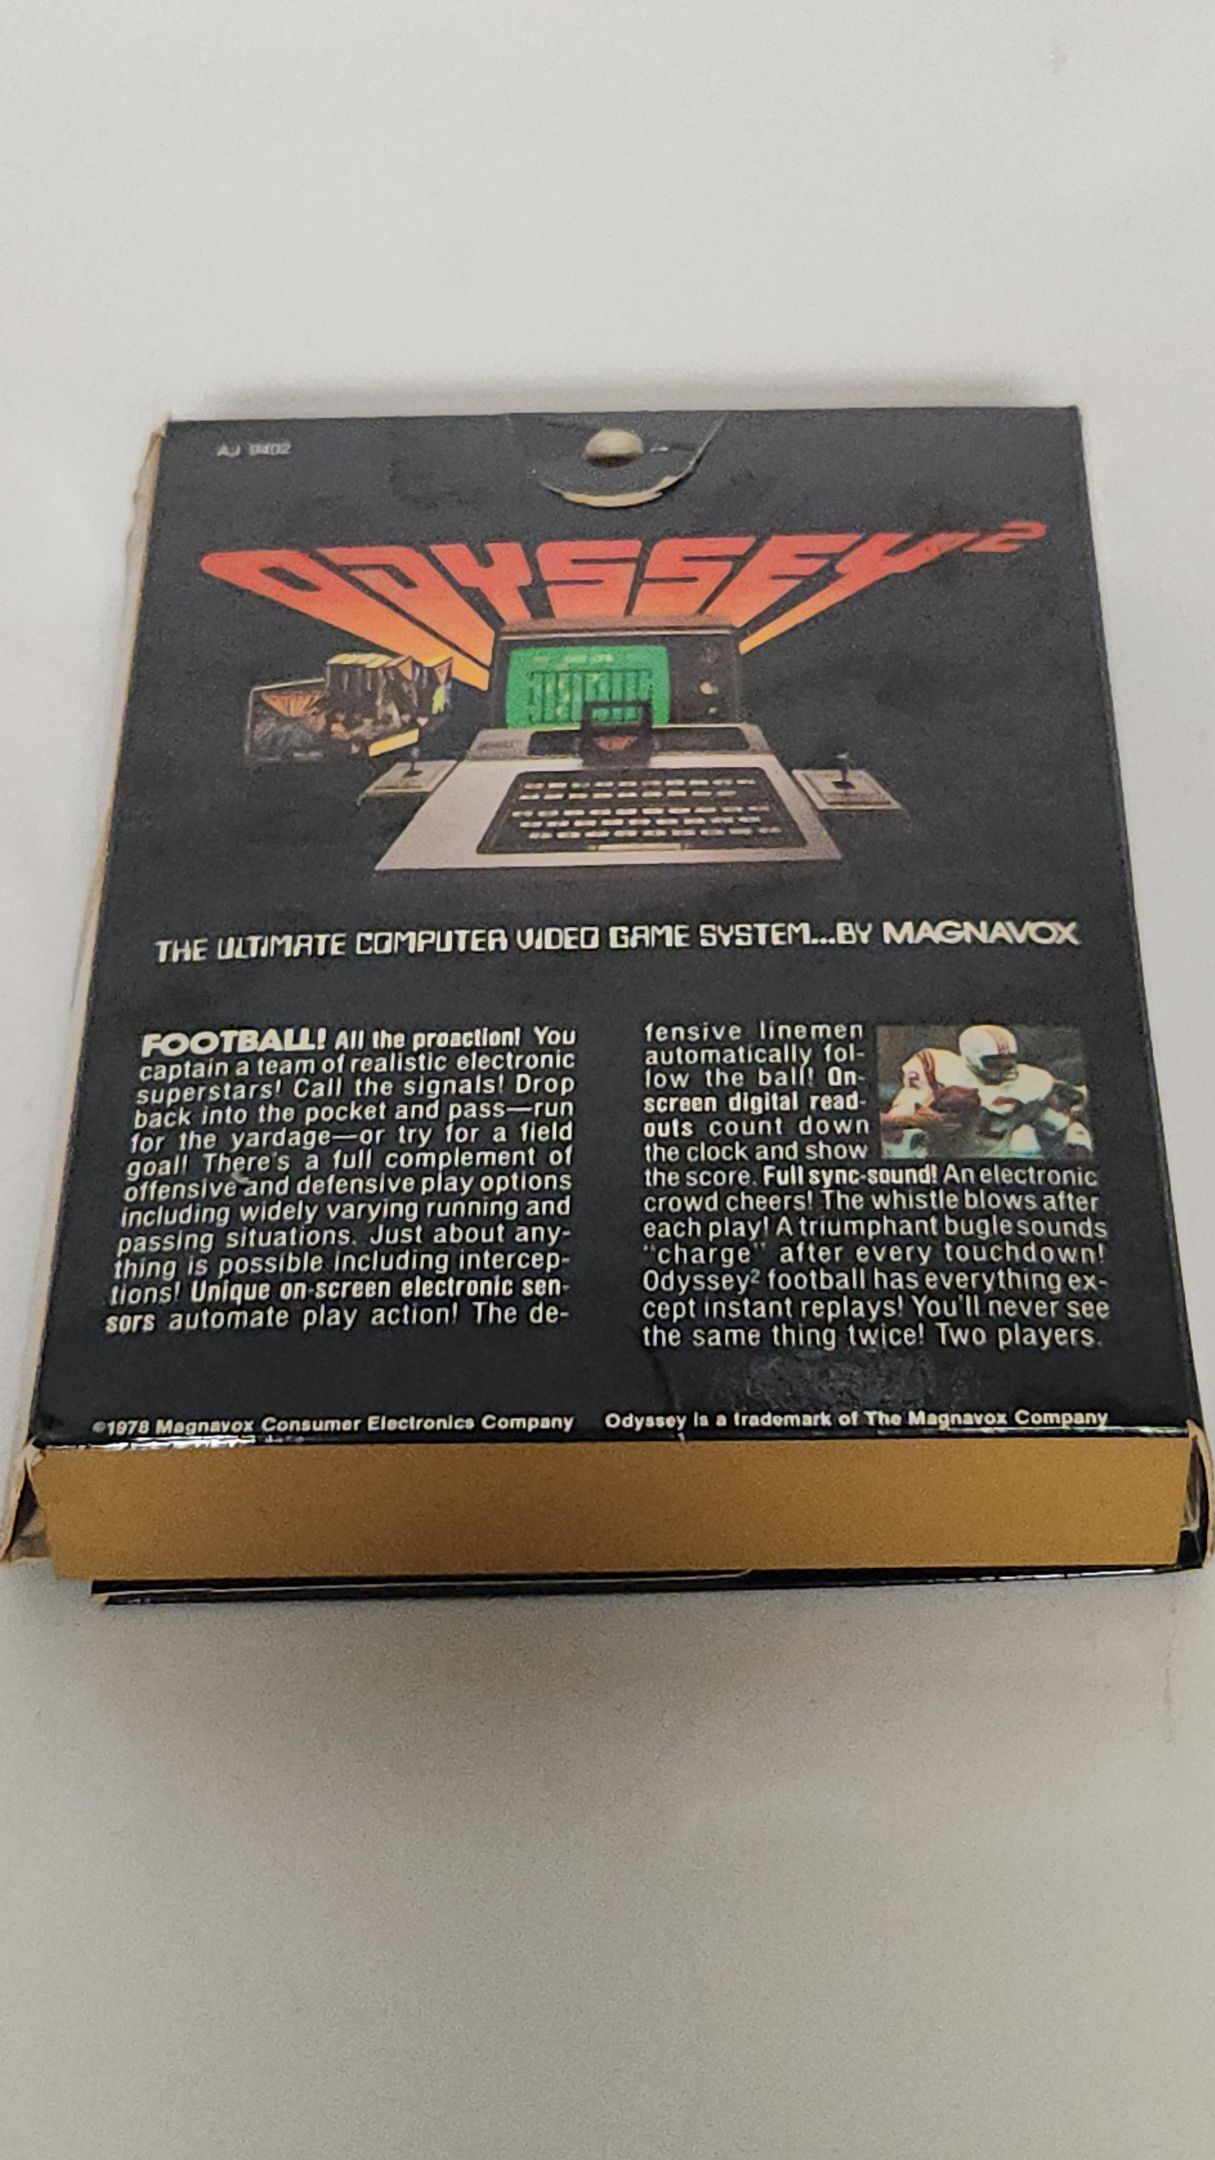 AJ 9402
ODYSSEY²
THE ULTIMATE COMPUTER VIDEO GAME SYSTEM...BY MAGNAVOX
FOOTBALL! All the proaction! You
captain a team of realistic electronic
superstars! Call the signals! Drop
back into the pocket and pass—run
for the yardage—or try for a field
goal! There's a full complement of
offensive and defensive play options
including widely varying running and
passing situations. Just about any-
thing is possible including intercep-
tions! Unique on-screen electronic sen-
sors automate play action! The de-
fensive linemen
automatically fol-
low the ball! On-
screen digital read-
outs count down
the clock and show
the score. Full sync-sound! An electronic
crowd cheers! The whistle blows after
each play! A triumphant bugle sounds
"charge" after every touchdown!
Odyssey² football has everything ex-
cept instant replays! You'll never see
the same thing twice! Two players.
©1978 Magnavox Consumer Electronics Company
Odyssey is a trademark of The Magnavox Company